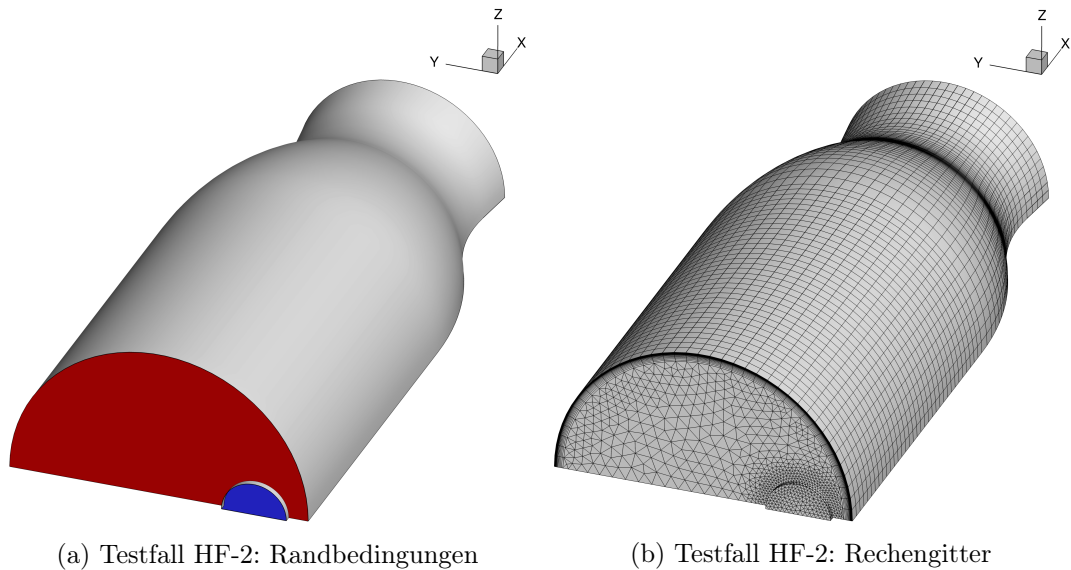 Z
X
Y
Z
X
Y
(a) Testfall HF-2: Randbedingungen
(b) Testfall HF-2: Rechengitter